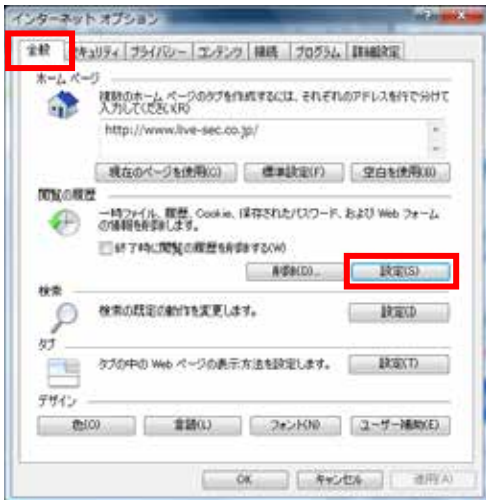 インターネット オプション
全般 セキュリティ プライバシー コンテンツ 接続 プログラム 詳細設定
ホーム ページ
複数のホーム ページのタブを作成するには、それぞれのアドレスを行で分けて
入力してください(R)
http://www.live-sec.co.jp/
現在のページを使用(C) 標準設定(F) 空白を使用(B)
閲覧の履歴
一時ファイル、履歴、Cookie、保存されたパスワード、および Web フォーム
の情報を削除します。
終了時に閲覧の履歴を削除する(W)
削除(D)... 設定(S)
検索
検索の既定の動作を変更します。
設定(I)
タブ
タブの中の Web ページの表示方法を設定します。
設定(T)
デザイン
色(O) 言語(L) フォント(N) ユーザー補助(E)
OK キャンセル 適用(A)